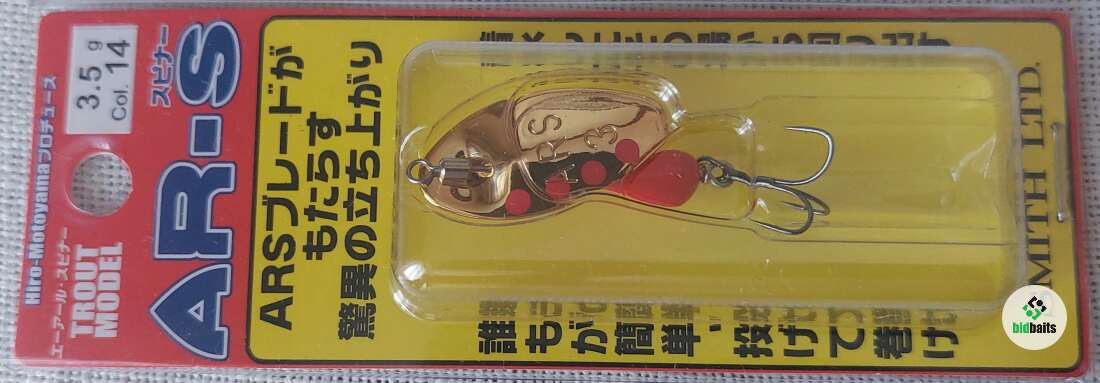 3.5g
Col. 14
Hiro-Motoyamaプロデュース
エーアール・スピナー
TROUT
MODEL
AR-S
スピナー
ARSブレードが
もたらす
驚異の立ち上がり
ARS
3
誰もが簡単、投げて巻け
MITH LTD.
bidbaits